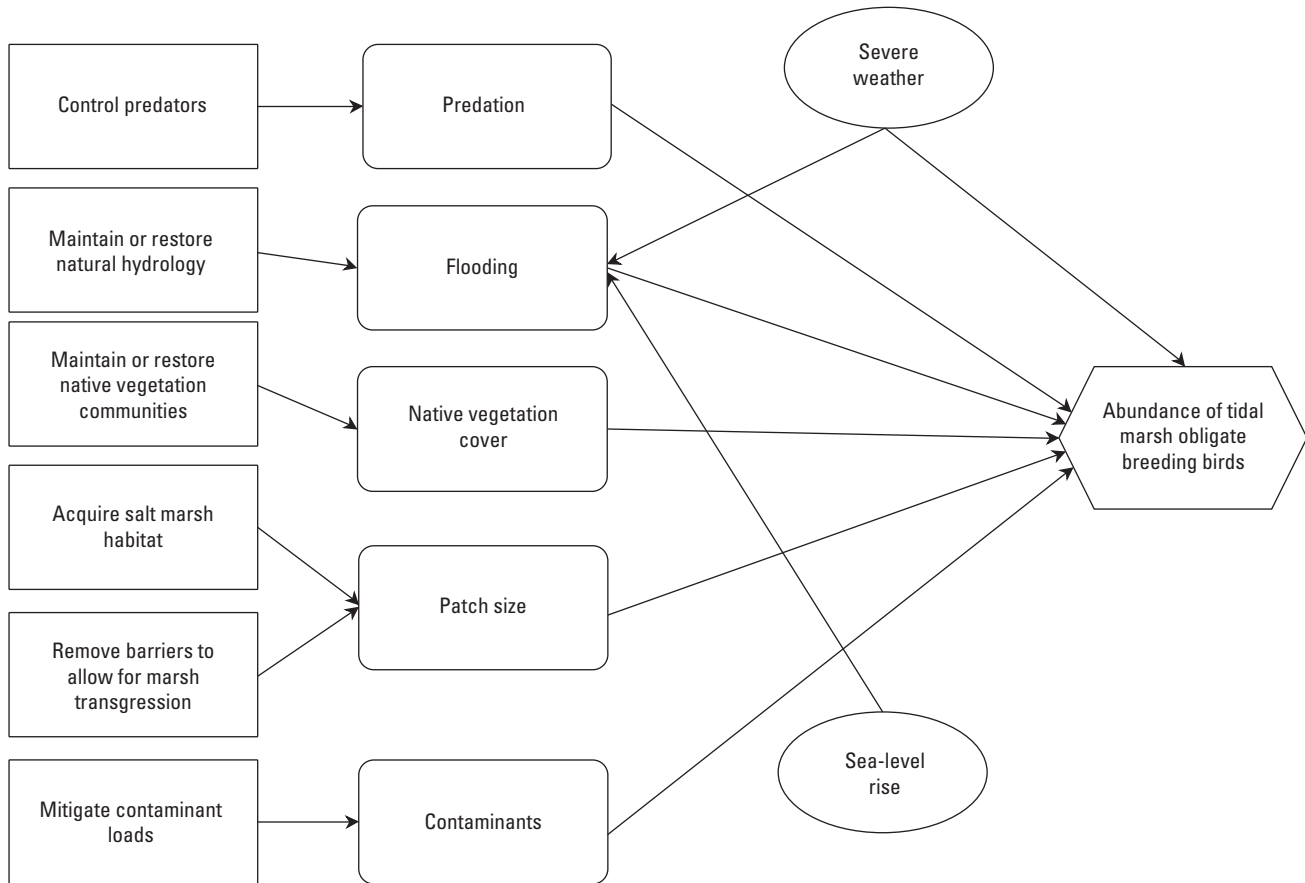 Control predators
Predation
Severe
weather
Maintain or restore
natural hydrology
Flooding
Maintain or restore
native vegetation
communities
Native vegetation
cover
Abundance of tidal
marsh obligate
breeding birds
Acquire salt marsh
habitat
Patch size
Remove barriers to
allow for marsh
transgression
Sea-level
rise
Mitigate contaminant
loads
Contaminants